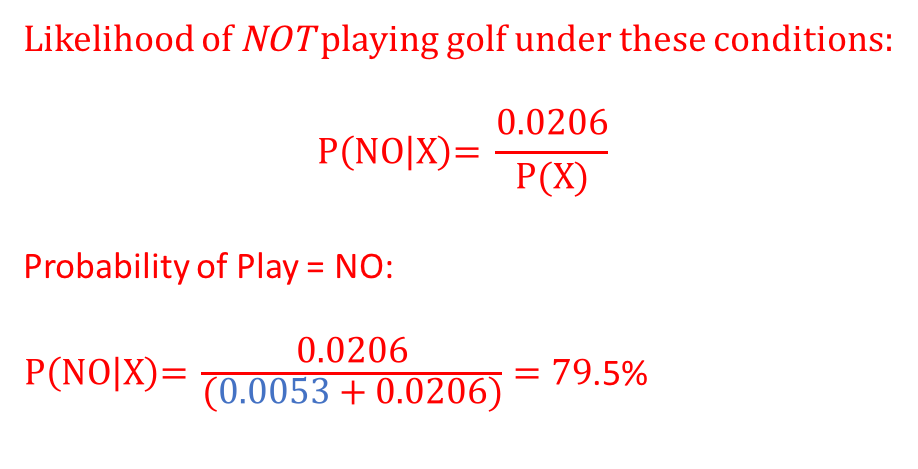 Likelihood of NOT playing golf under these conditions:
P(NO|X)= 0.0206 / P(X)
Probability of Play = NO:
P(NO|X)= 0.0206 / (0.0053 + 0.0206) = 79.5%